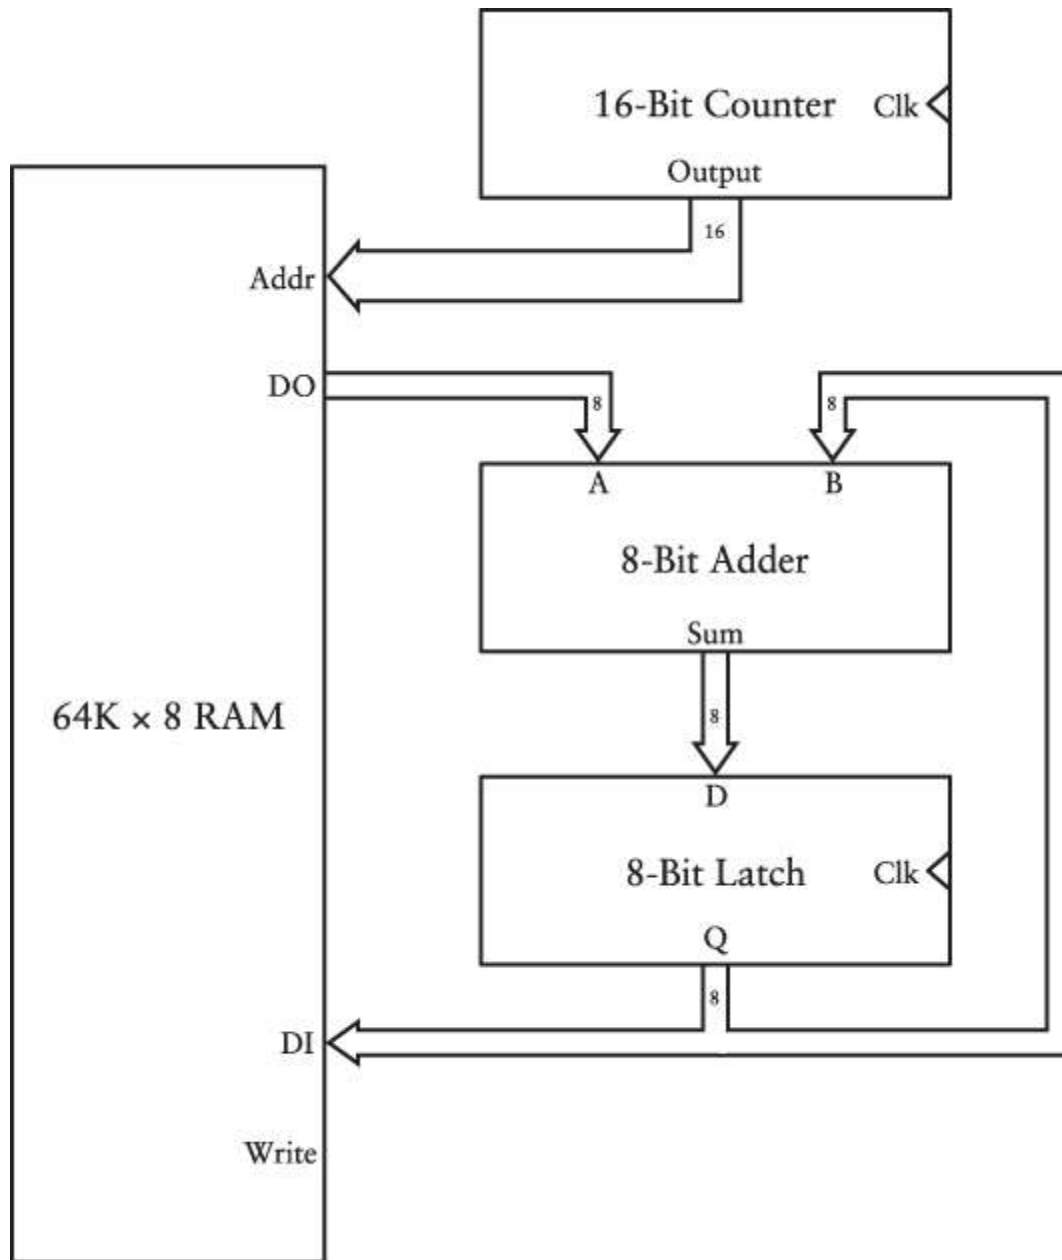 16-Bit Counter
Clk
Output
16
Addr
DO
8
8
A
B
8-Bit Adder
Sum
8
64K × 8 RAM
D
8-Bit Latch
Clk
Q
8
DI
Write